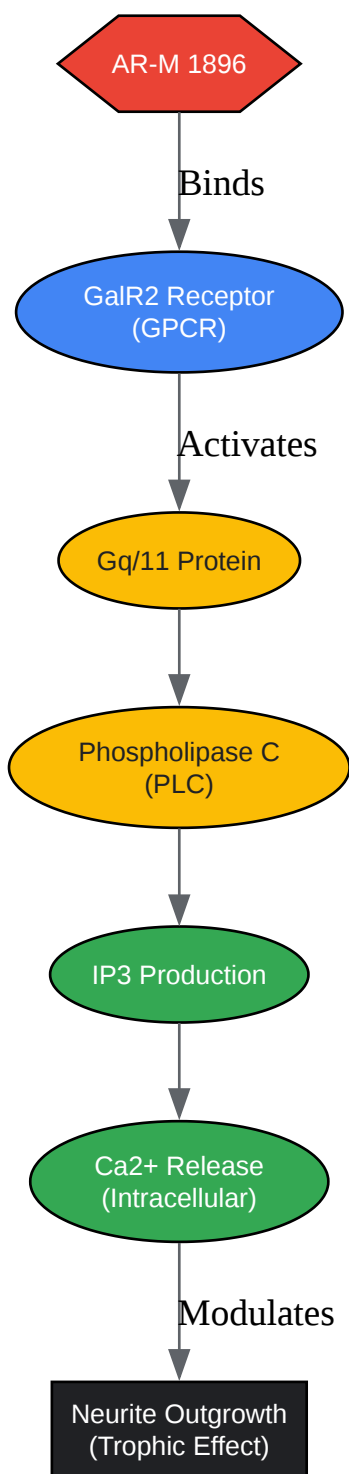 AR-M 1896
Binds
GalR2 Receptor
(GPCR)
Activates
Gq/11 Protein
Phospholipase C
(PLC)
IP3 Production
Ca2+ Release
(Intracellular)
Modulates
Neurite Outgrowth
(Trophic Effect)